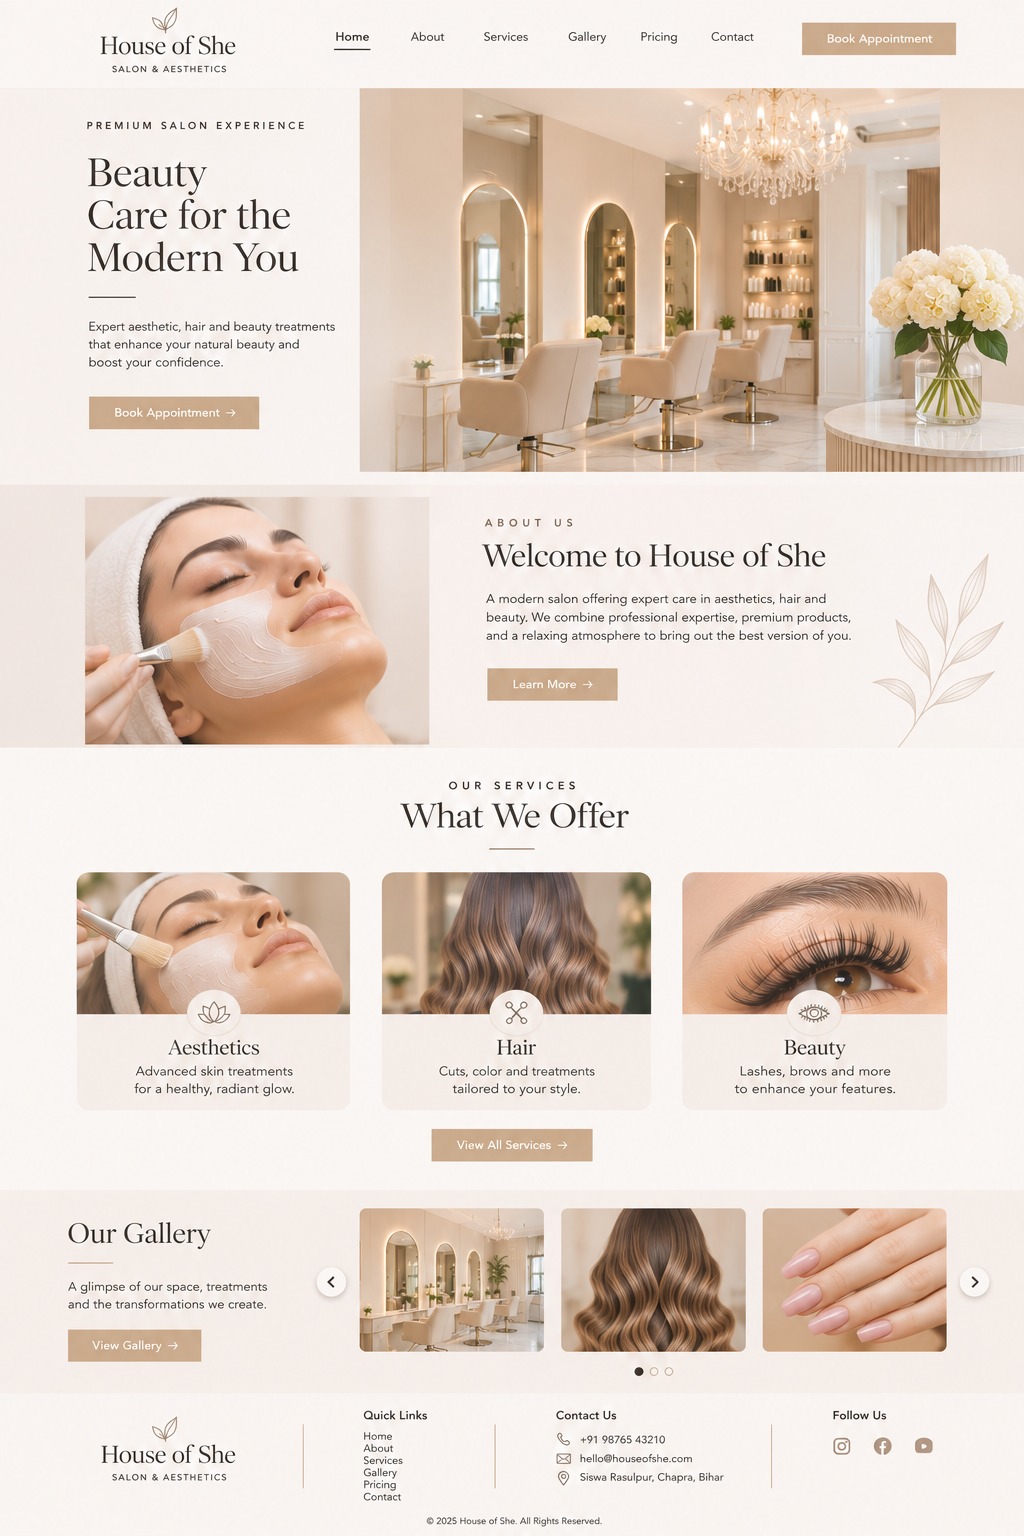 House of She
SALON & AESTHETICS
Home
About
Services
Gallery
Pricing
Contact
Book Appointment
PREMIUM SALON EXPERIENCE
Beauty
Care for the
Modern You
Expert aesthetic, hair and beauty treatments
that enhance your natural beauty and
boost your confidence.
Book Appointment →
ABOUT US
Welcome to House of She
A modern salon offering expert care in aesthetics, hair and
beauty. We combine professional expertise, premium products,
and a relaxing atmosphere to bring out the best version of you.
Learn More →
OUR SERVICES
What We Offer
Aesthetics
Advanced skin treatments
for a healthy, radiant glow.
Hair
Cuts, color and treatments
tailored to your style.
Beauty
Lashes, brows and more
to enhance your features.
View All Services →
Our Gallery
A glimpse of our space, treatments
and the transformations we create.
View Gallery →
House of She
SALON & AESTHETICS
Quick Links
Home
About
Services
Gallery
Pricing
Contact
Contact Us
+91 98765 43210
hello@houseofshe.com
Siswa Rasulpur, Chapra, Bihar
Follow Us
© 2025 House of She. All Rights Reserved.